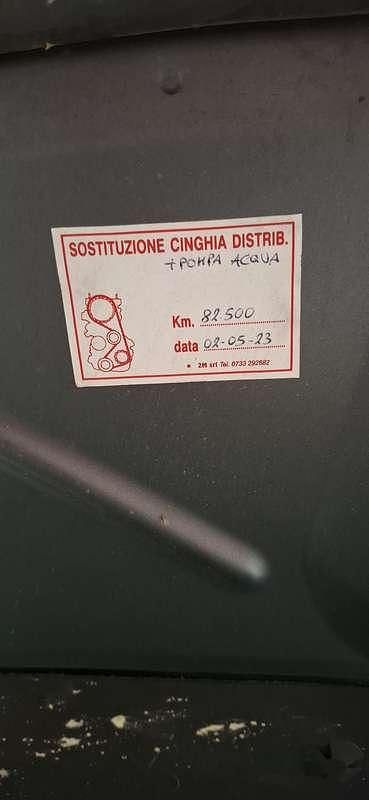 SOSTITUZIONE CINGHIA DISTRIB.
+ POMPA ACQUA
Km. 82.500
data 02-05-23
• 2M srl Tel. 0733 292682